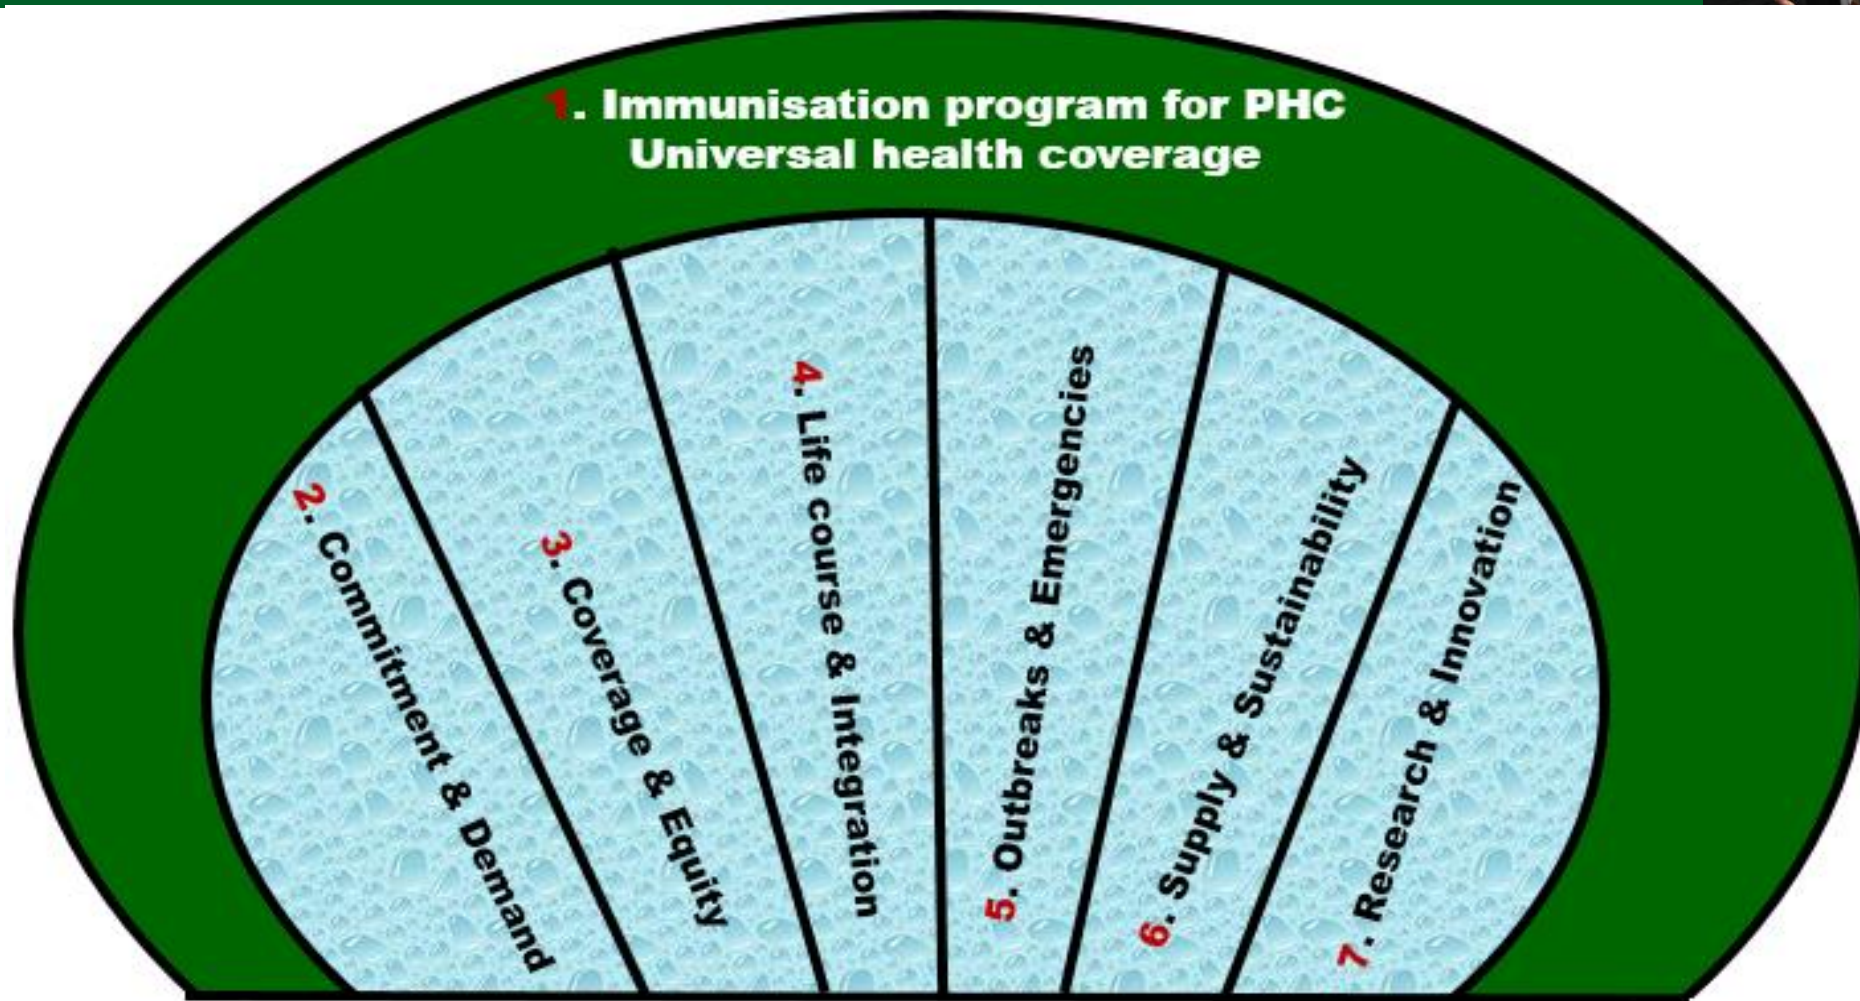 1. Immunisation program for PHC
Universal health coverage
2. Commitment & Demand
3. Coverage & Equity
4. Life course & Integration
5. Outbreaks & Emergencies
6. Supply & Sustainability
7. Research & Innovation